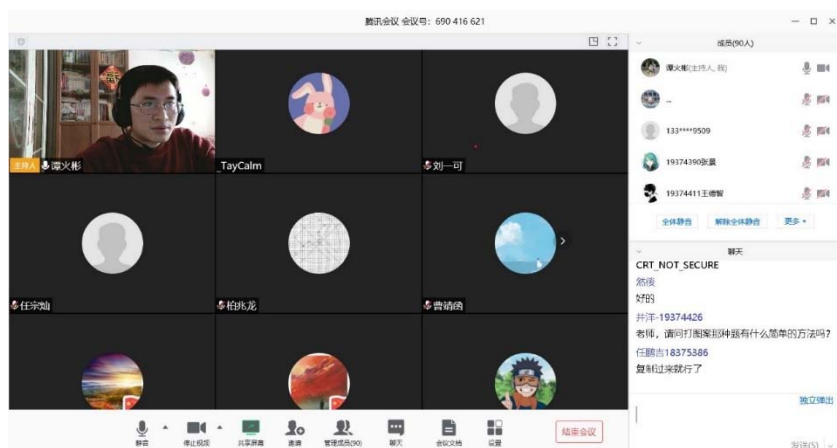 腾讯会议 会议号：690 416 621
成员(90人)
谭火彬(主持人, 我)
..
133****9509
19374390张景
19374411王德智
全体静音
解除全体静音
更多
聊天
CRT_NOT_SECURE
然後
好的
井洋-19374426
老师，请问打图案那种题有什么简单的方法吗？
任鹏吉18375386
复制过来就行了
独立弹出
发送(S)
主持人
谭火彬
_TayCalm
刘一可
任宗灿
柏兆龙
曹靖函
静音
停止视频
共享屏幕
邀请
管理成员(90)
聊天
会议文档
设置
结束会议